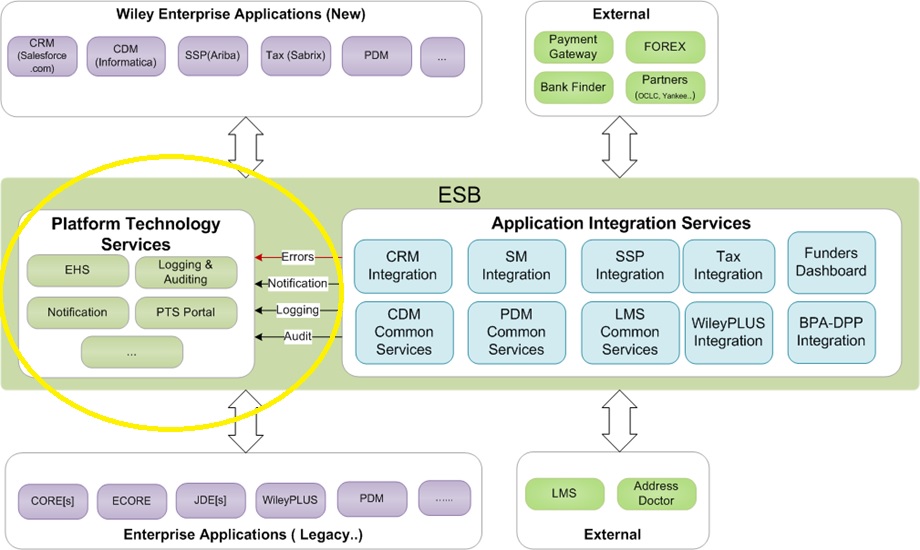 Wiley Enterprise Applications (New)
CRM
(Salesforce
.com)
CDM
(Informatica)
SSP(Ariba)
Tax (Sabrix)
PDM
...
External
Payment
Gateway
FOREX
Bank Finder
Partners
(OCLC, Yankee..)
ESB
Platform Technology
Services
EHS
Logging &
Auditing
Notification
PTS Portal
...
Errors
Notification
Logging
Audit
Application Integration Services
CRM
Integration
SM
Integration
SSP
Integration
Tax
Integration
Funders
Dashboard
CDM
Common
Services
PDM
Common
Services
LMS
Common
Services
WileyPLUS
Integration
BPA-DPP
Integration
CORE[s]
ECORE
JDE[s]
WileyPLUS
PDM
......
Enterprise Applications ( Legacy..)
LMS
Address
Doctor
External